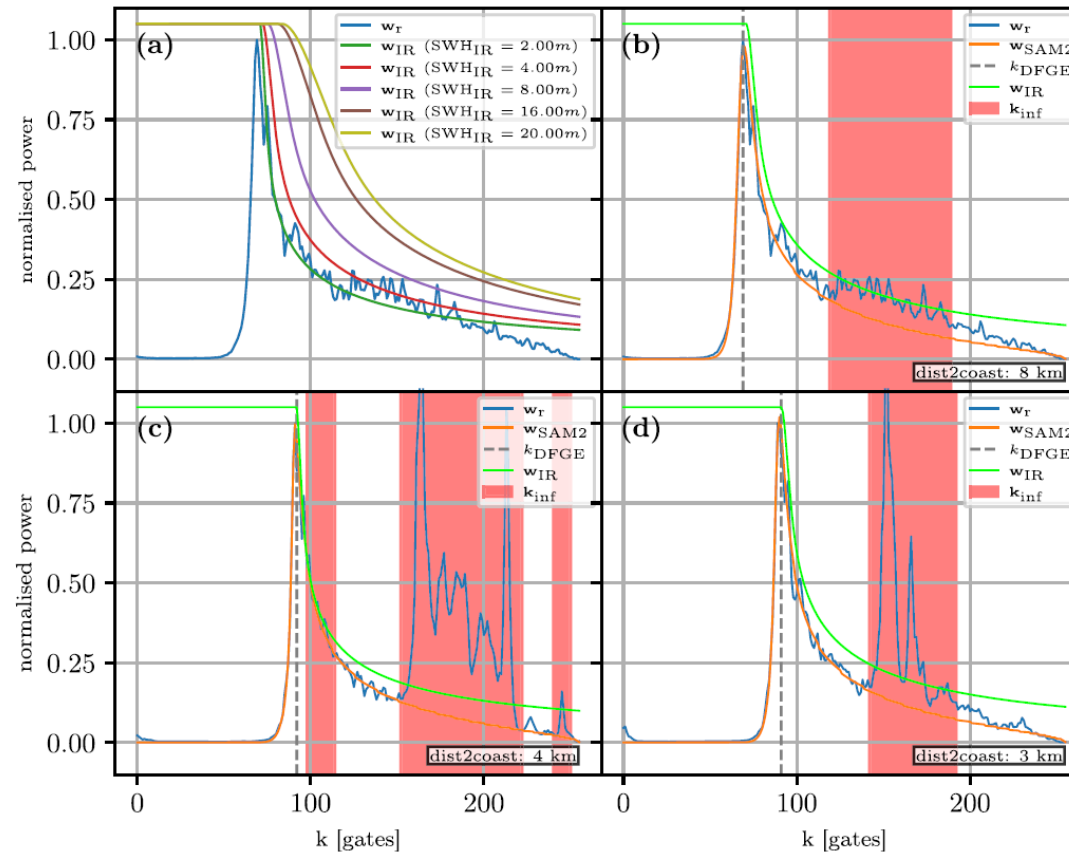 (a)
w_r
w_IR (SWH_IR = 2.00m)
w_IR (SWH_IR = 4.00m)
w_IR (SWH_IR = 8.00m)
w_IR (SWH_IR = 16.00m)
w_IR (SWH_IR = 20.00m)
normalised power
1.00
0.75
0.50
0.25
0.00
(b)
w_r
w_SAM2
k_DFGE
w_IR
k_inf
dist2coast: 8 km
(c)
w_r
w_SAM2
k_DFGE
w_IR
k_inf
dist2coast: 4 km
normalised power
1.00
0.75
0.50
0.25
0.00
0
100
200
k [gates]
(d)
w_r
w_SAM2
k_DFGE
w_IR
k_inf
dist2coast: 3 km
0
100
200
k [gates]